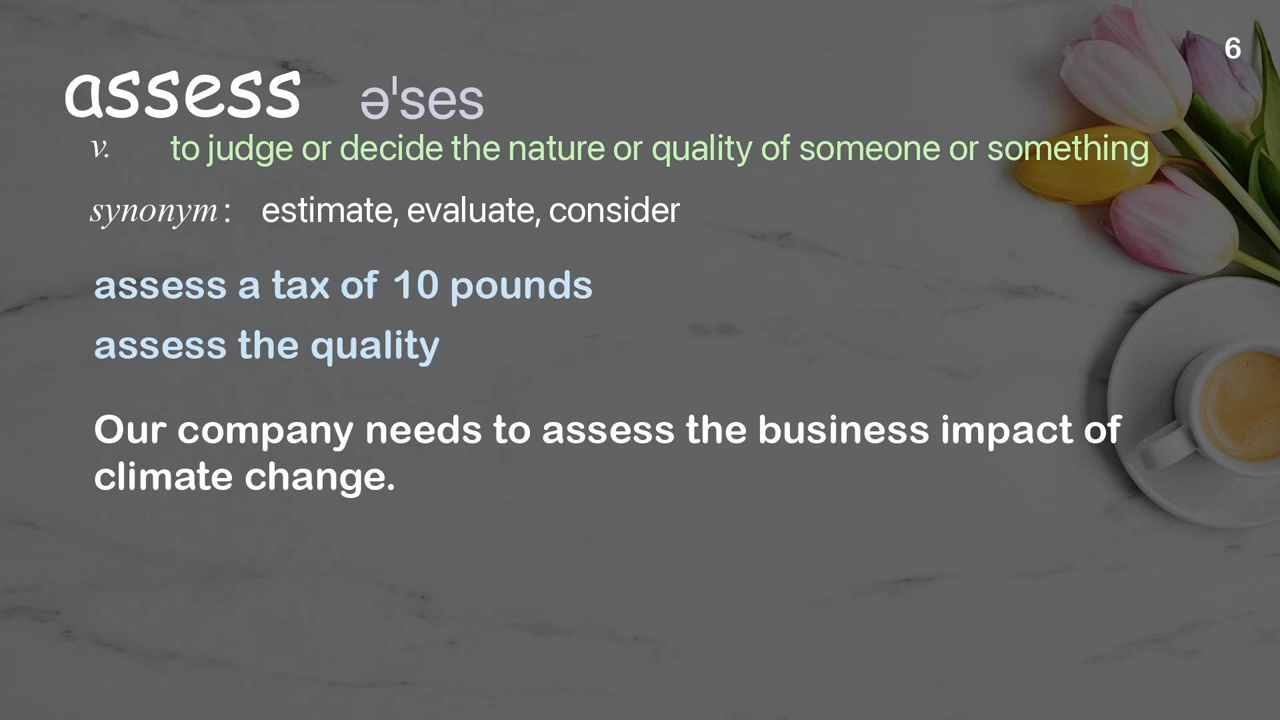 6
assess ə'ses
v. to judge or decide the nature or quality of someone or something
synonym: estimate, evaluate, consider
assess a tax of 10 pounds
assess the quality
Our company needs to assess the business impact of
climate change.